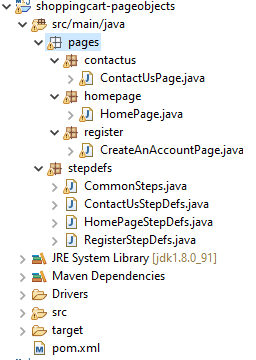 shoppingcart-pageobjects
src/main/java
pages
contactus
ContactUsPage.java
homepage
HomePage.java
register
CreateAnAccountPage.java
stepdefs
CommonSteps.java
ContactUsStepDefs.java
HomePageStepDefs.java
RegisterStepDefs.java
JRE System Library [jdk1.8.0_91]
Maven Dependencies
Drivers
src
target
pom.xml